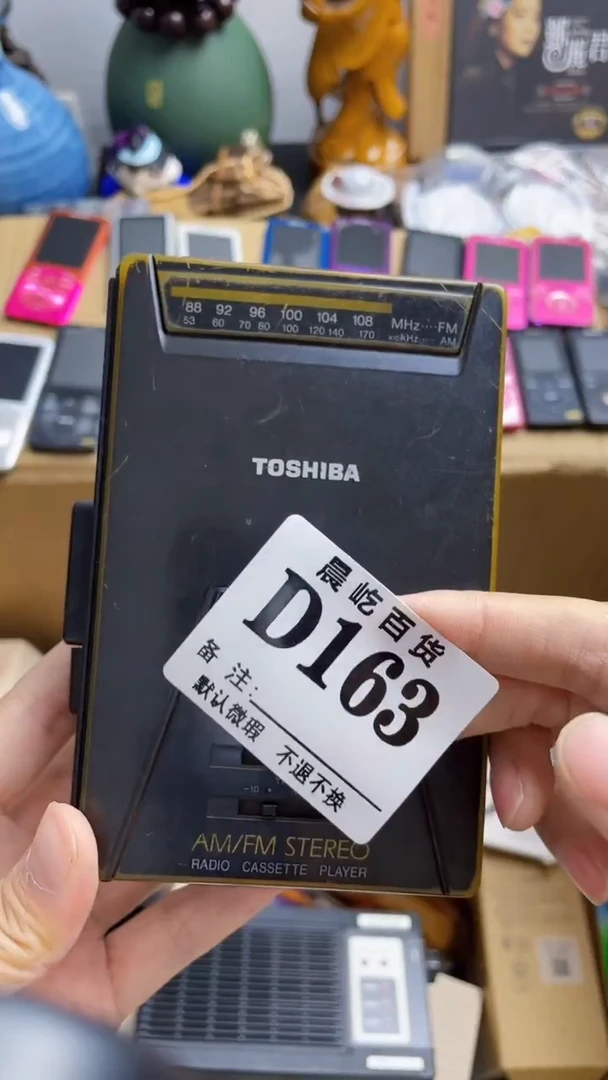 88 92 96 100 104 108 MHz····FM
53 60 70 80 100 120 140 170 x10kHz···· AM
TOSHIBA
晨屹百货
D163
备 注:
默认微瑕 不退不换
-10
AM/FM STEREO
RADIO CASSETTE PLAYER